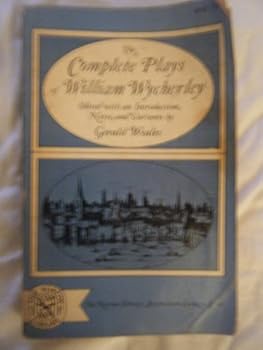 The
Complete Plays
of William Wycherley
Edited with an Introduction,
Notes, and Variants by
Gerald Weales